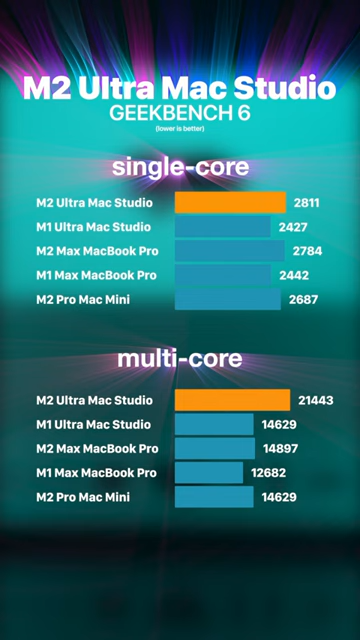 M2 Ultra Mac Studio
GEEKBENCH 6
(lower is better)
single-core
M2 Ultra Mac Studio 2811
M1 Ultra Mac Studio 2427
M2 Max MacBook Pro 2784
M1 Max MacBook Pro 2442
M2 Pro Mac Mini 2687
multi-core
M2 Ultra Mac Studio 21443
M1 Ultra Mac Studio 14629
M2 Max MacBook Pro 14897
M1 Max MacBook Pro 12682
M2 Pro Mac Mini 14629